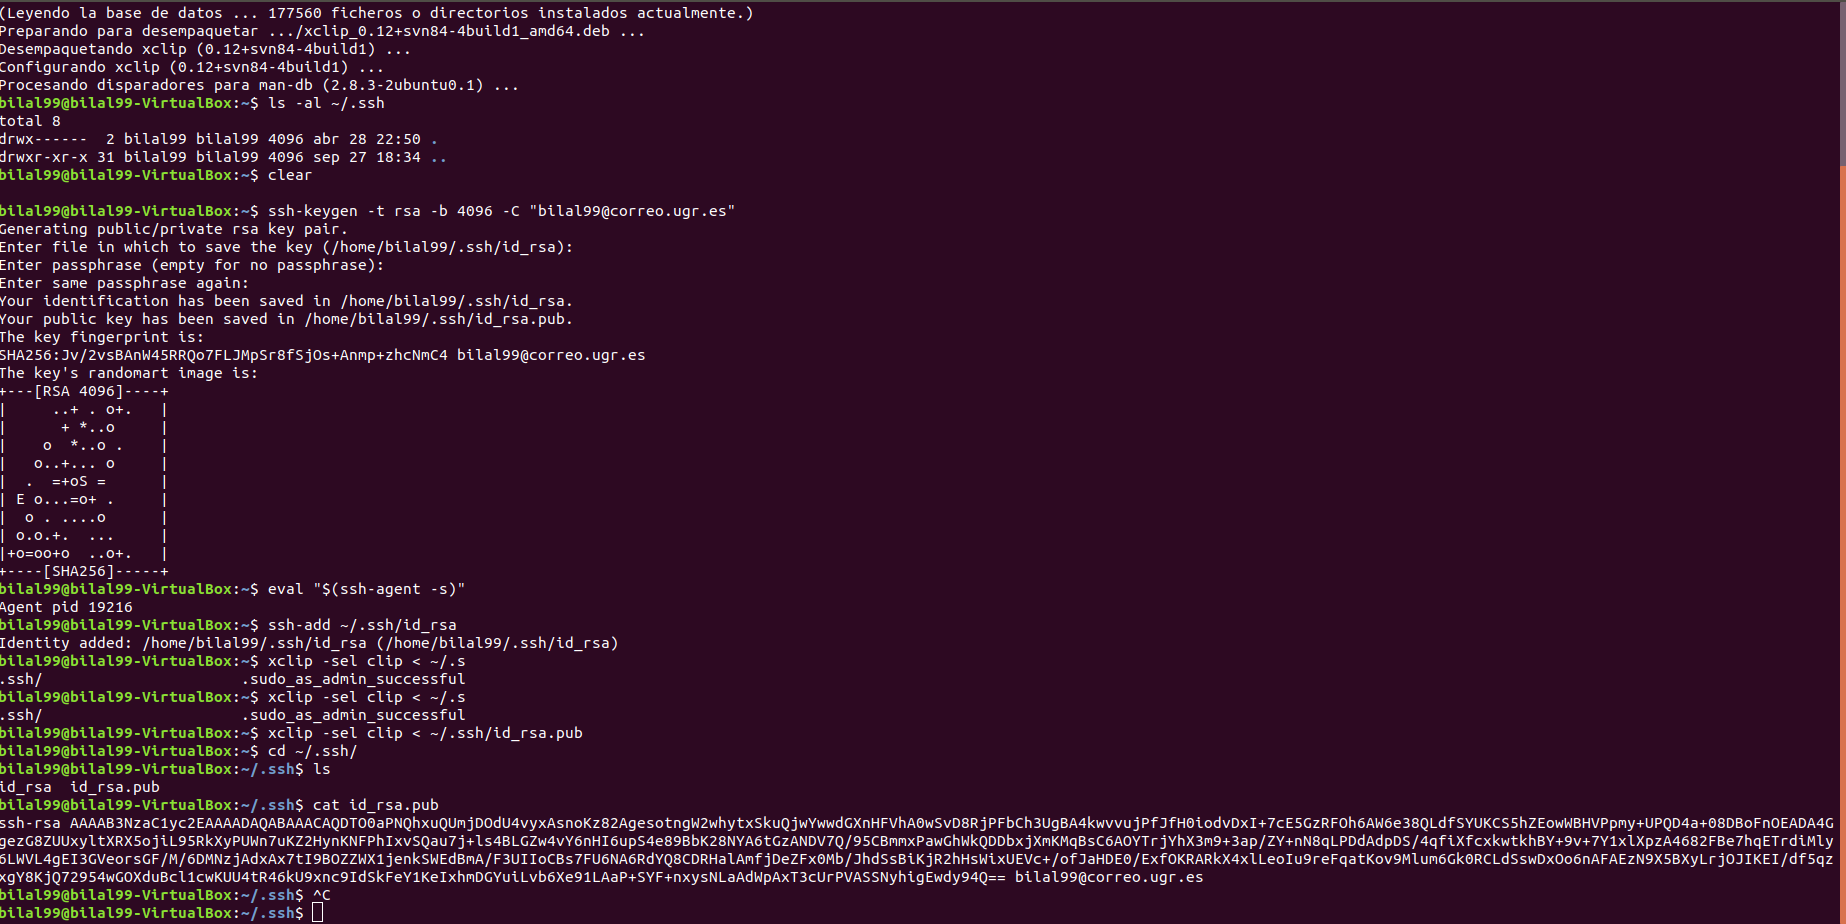 (Leyendo la base de datos ... 177560 ficheros o directorios instalados actualmente.)
Preparando para desempaquetar .../xclip_0.12+svn84-4build1_amd64.deb ...
Desempaquetando xclip (0.12+svn84-4build1) ...
Configurando xclip (0.12+svn84-4build1) ...
Procesando disparadores para man-db (2.8.3-2ubuntu0.1) ...
bilal99@bilal99-VirtualBox:~$ ls -al ~/.ssh
total 8
drwx------  2 bilal99 bilal99 4096 abr 28 22:50 .
drwxr-xr-x 31 bilal99 bilal99 4096 sep 27 18:34 ..
bilal99@bilal99-VirtualBox:~$ clear
bilal99@bilal99-VirtualBox:~$ ssh-keygen -t rsa -b 4096 -C "bilal99@correo.ugr.es"
Generating public/private rsa key pair.
Enter file in which to save the key (/home/bilal99/.ssh/id_rsa):
Enter passphrase (empty for no passphrase):
Enter same passphrase again:
Your identification has been saved in /home/bilal99/.ssh/id_rsa.
Your public key has been saved in /home/bilal99/.ssh/id_rsa.pub.
The key fingerprint is:
SHA256:Jv/2vsBAnW45RRQo7FLJMpSr8fSjOs+Anmp+zhcNmC4 bilal99@correo.ugr.es
The key's randomart image is:
+---[RSA 4096]----+
|     ..+ . o+.   |
|      + *..o     |
|    o  *..o .    |
|   o..+... o     |
|  .  =+oS =      |
| E o...=o+ .     |
|  o . ....o      |
| o.o.+.  ...     |
|+o=oo+o  ..o+.   |
+----[SHA256]-----+
bilal99@bilal99-VirtualBox:~$ eval "$(ssh-agent -s)"
Agent pid 19216
bilal99@bilal99-VirtualBox:~$ ssh-add ~/.ssh/id_rsa
Identity added: /home/bilal99/.ssh/id_rsa (/home/bilal99/.ssh/id_rsa)
bilal99@bilal99-VirtualBox:~$ xclip -sel clip < ~/.s
.ssh/                      .sudo_as_admin_successful
bilal99@bilal99-VirtualBox:~$ xclip -sel clip < ~/.s
.ssh/                      .sudo_as_admin_successful
bilal99@bilal99-VirtualBox:~$ xclip -sel clip < ~/.ssh/id_rsa.pub
bilal99@bilal99-VirtualBox:~$ cd ~/.ssh/
bilal99@bilal99-VirtualBox:~/.ssh$ ls
id_rsa  id_rsa.pub
bilal99@bilal99-VirtualBox:~/.ssh$ cat id_rsa.pub
ssh-rsa AAAAB3NzaC1yc2EAAAADAQABAAACAQDTO0aPNQhxuQUmjDOdU4vyxAsnoKz82AgesotngW2whytxSkuQjwYwwdGXnHFVhA0wSvD8RjPFbCh3UgBA4kwvvujPfJfH0iodvDxI+7cE5GzRFOh6AW6e38QLdfSYUKCS5hZEowWBHVPpmy+UPQD4a+08DBoFnOEADA4G
gezG8ZUUxyltXRX5ojiL95RkXyPUWn7uKZ2HynKNFPhIxvSQau7j+ls4BLGZw4vY6nHI6upS4e89BbK28NYA6tGzANDV7Q/95CBmmxPawGhWkQDDbxjXmKMqBsC6AOYTrjYhX3m9+3ap/ZY+nN8qLPDdAdpDS/4qfiXfcxkwtkhBY+9v+7Y1xlXpzA4682FBe7hqETrdiMly
6LWVL4gEI3GVeorsGF/M/6DMNzjAdxAx7tI9BOZZWX1jenkSWEdBmA/F3UIIoCBs7FU6NA6RdYQ8CDRHalAmfjDeZFx0Mb/JhdSsBiKjR2hHsWixUEVc+/ofJaHDE0/ExfOKRARkX4xlLeoIu9reFqatKov9Mlum6Gk0RCLdSswDxOo6nAFAEzN9X5BXyLrjOJIKEI/df5qz
xgY8KjQ72954wGOXduBcl1cwKUU4tR46kU9xnc9IdSkFeY1KeIxhmDGYuiLvb6Xe91LAaP+SYF+nxysNLaAdWpAxT3cUrPVASSNyhigEwdy94Q== bilal99@correo.ugr.es
bilal99@bilal99-VirtualBox:~/.ssh$ ^C
bilal99@bilal99-VirtualBox:~/.ssh$